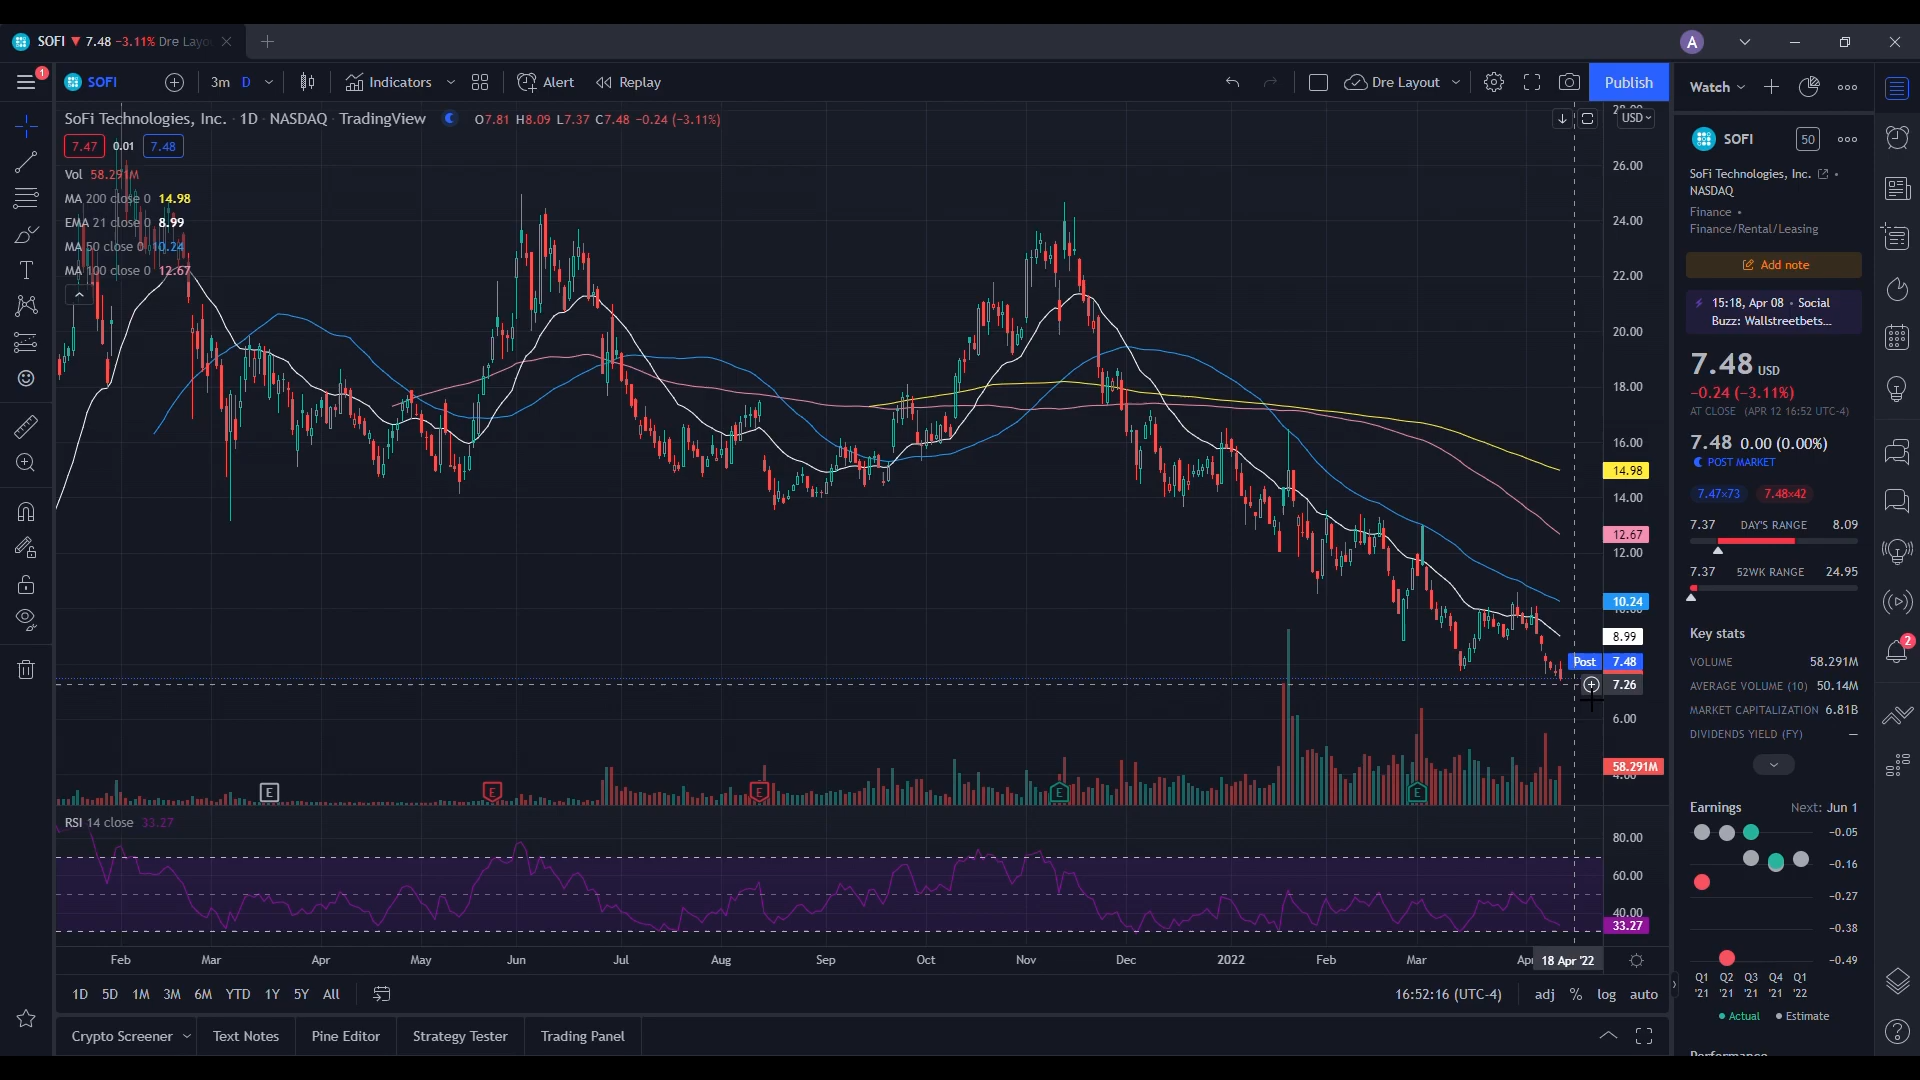 SOFI ▼ 7.48 −3.11% Dre Layo
A
1
SOFI
3m D
Indicators
Alert
Replay
Dre Layout
Publish
SoFi Technologies, Inc. · 1D · NASDAQ · TradingView
O7.81 H8.09 L7.37 C7.48 −0.24 (−3.11%)
7.47 0.01 7.48
Vol 58.291M
MA 200 close 0 14.98
EMA 21 close 0 8.99
MA 50 close 0 10.24
MA 100 close 0 12.67
USD
28.00
26.00
24.00
22.00
20.00
18.00
16.00
14.98
14.00
12.67
12.00
10.24
10.00
8.99
Post 7.48
7.26
6.00
58.291M
4.00
E
E
E
E
E
RSI 14 close 33.27
80.00
60.00
40.00
33.27
Feb Mar Apr May Jun Jul Aug Sep Oct Nov Dec 2022 Feb Mar Ap 18 Apr '22
1D 5D 1M 3M 6M YTD 1Y 5Y All
16:52:16 (UTC-4) adj % log auto
Crypto Screener Text Notes Pine Editor Strategy Tester Trading Panel
Watch
SOFI
50
SoFi Technologies, Inc. •
NASDAQ
Finance •
Finance/Rental/Leasing
Add note
15:18, Apr 08 • Social
Buzz: Wallstreetbets...
7.48 USD
−0.24 (−3.11%)
AT CLOSE (APR 12 16:52 UTC-4)
7.48 0.00 (0.00%)
POST MARKET
7.47×73 7.48×42
7.37 DAY'S RANGE 8.09
7.37 52WK RANGE 24.95
Key stats
VOLUME 58.291M
AVERAGE VOLUME (10) 50.14M
MARKET CAPITALIZATION 6.81B
DIVIDENDS YIELD (FY) —
Earnings Next: Jun 1
−0.05
−0.16
−0.27
−0.38
−0.49
Q1 Q2 Q3 Q4 Q1
'21 '21 '21 '21 '22
• Actual • Estimate
2